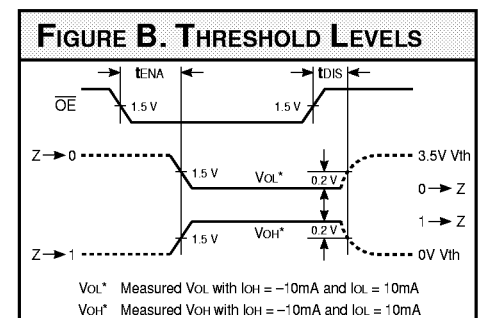 FIGURE B. THRESHOLD LEVELS
tENA
tDIS
OE
1.5 V
1.5 V
Z→0
3.5V Vth
1.5 V
VOL*
0.2 V
0→Z
1→Z
1.5 V
VOH*
0.2 V
Z→1
0V Vth
VOL* Measured VOL with IOH = –10mA and IOL = 10mA
VOH* Measured VOH with IOH = –10mA and IOL = 10mA